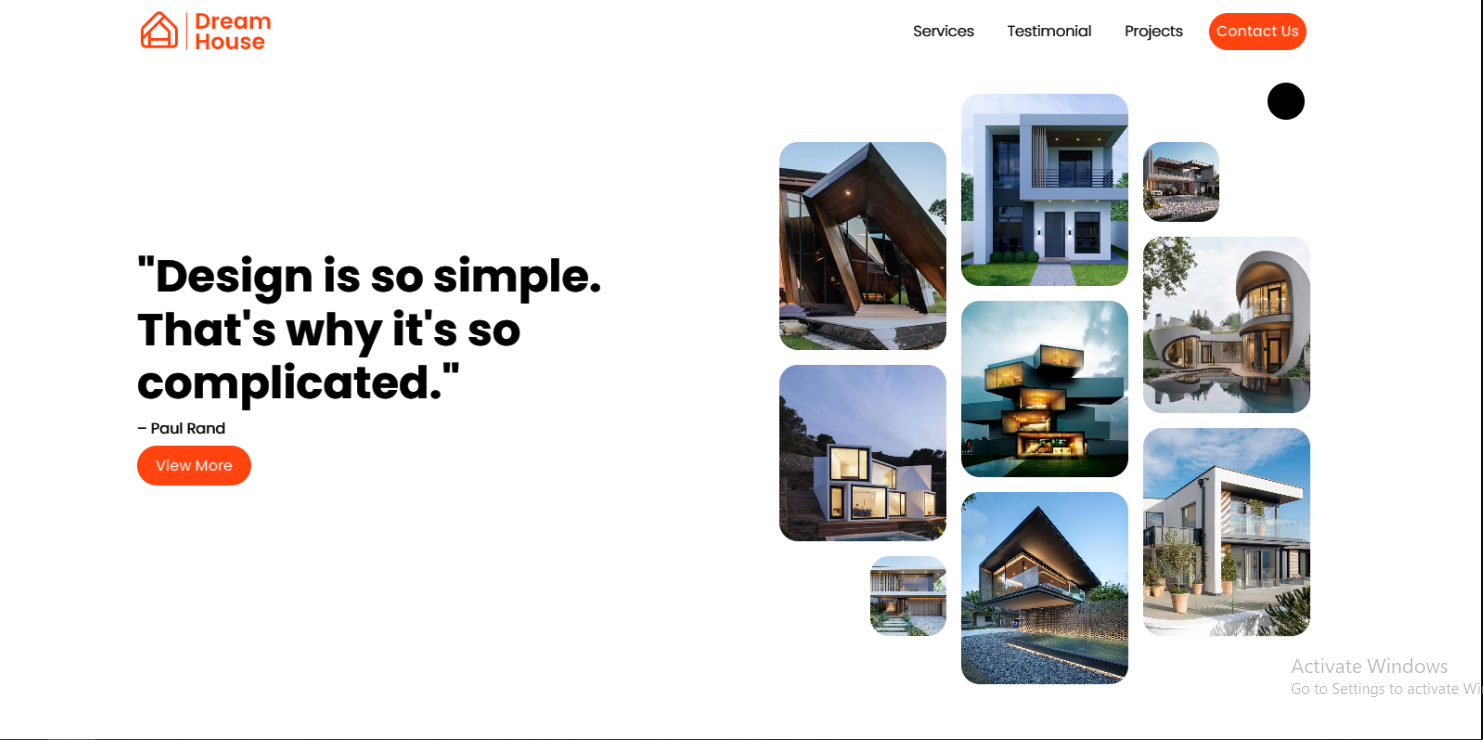 Dream
House
Services
Testimonial
Projects
Contact Us
"Design is so simple.
That's why it's so
complicated."
– Paul Rand
View More
Activate Windows
Go to Settings to activate Wi